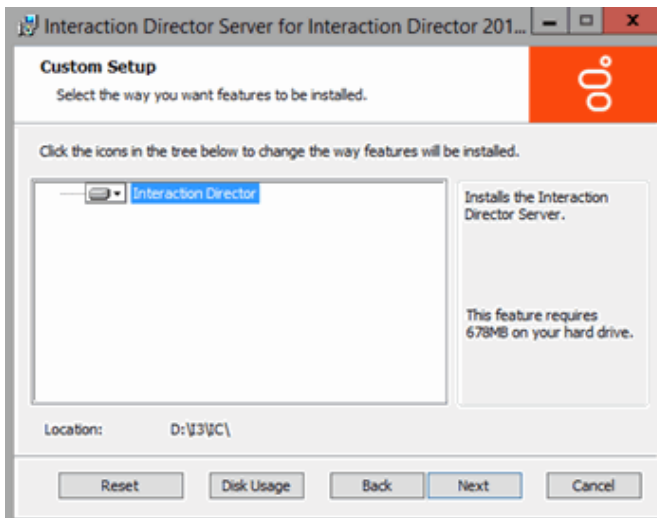 Interaction Director Server for Interaction Director 201...
Custom Setup
Select the way you want features to be installed.
Click the icons in the tree below to change the way features will be installed.
Interaction Director
Installs the Interaction
Director Server.
This feature requires
678MB on your hard drive.
Location: D:\I3\IC\
Reset Disk Usage Back Next Cancel